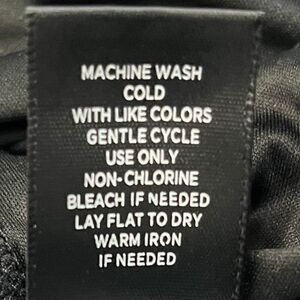 MACHINE WASH
COLD
WITH LIKE COLORS
GENTLE CYCLE
USE ONLY
NON-CHLORINE
BLEACH IF NEEDED
LAY FLAT TO DRY
WARM IRON
IF NEEDED